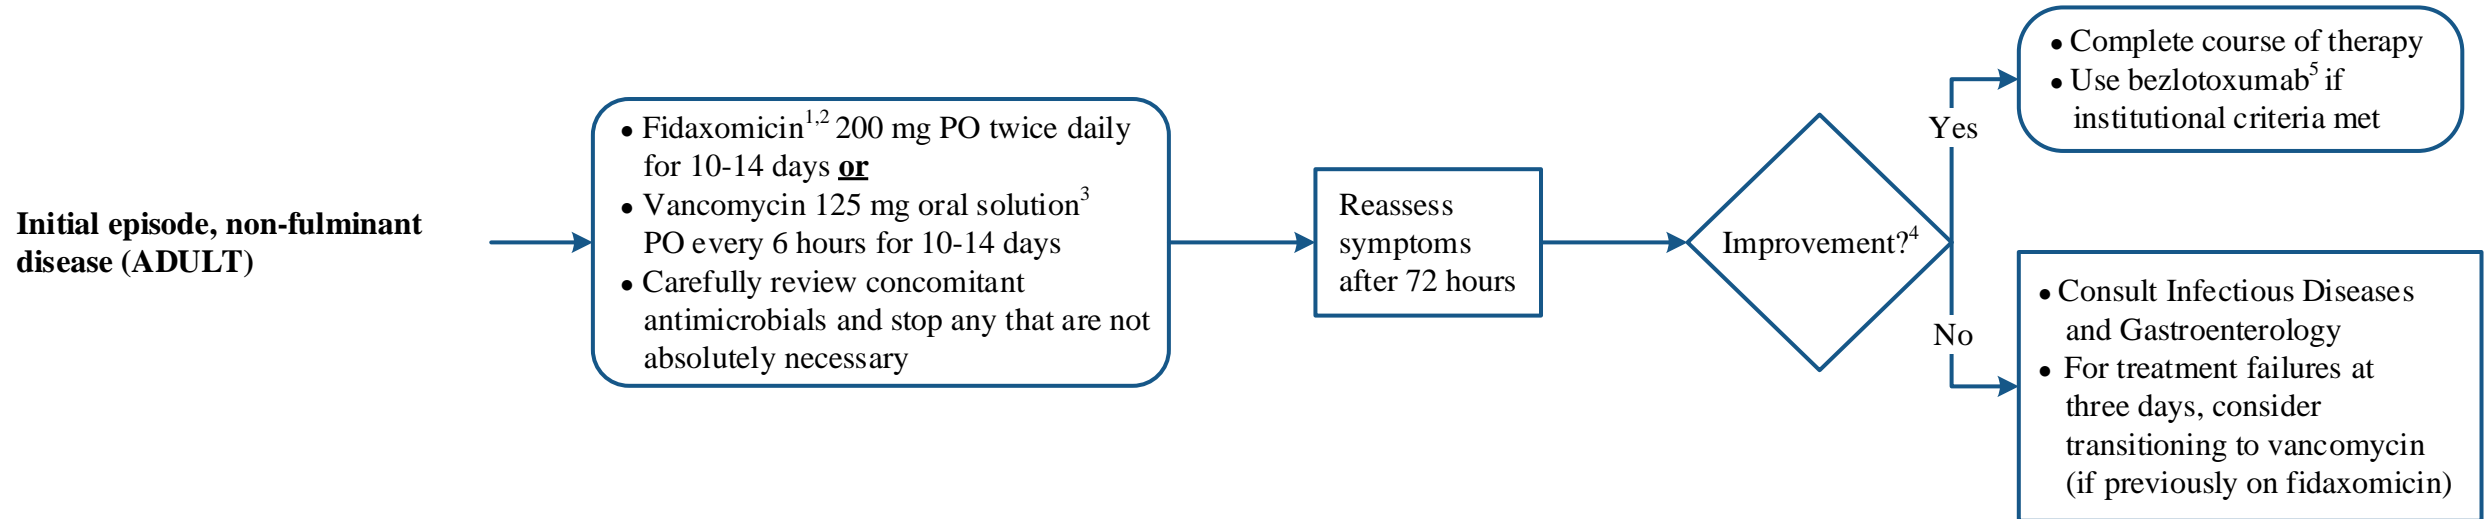 Initial episode, non-fulminant
disease (ADULT)
• Fidaxomicin1,2 200 mg PO twice daily
for 10-14 days or
• Vancomycin 125 mg oral solution3
PO every 6 hours for 10-14 days
• Carefully review concomitant
antimicrobials and stop any that are not
absolutely necessary
Reassess
symptoms
after 72 hours
Improvement?4
Yes
• Complete course of therapy
• Use bezlotoxumab5 if
institutional criteria met
No
• Consult Infectious Diseases
and Gastroenterology
• For treatment failures at
three days, consider
transitioning to vancomycin
(if previously on fidaxomicin)